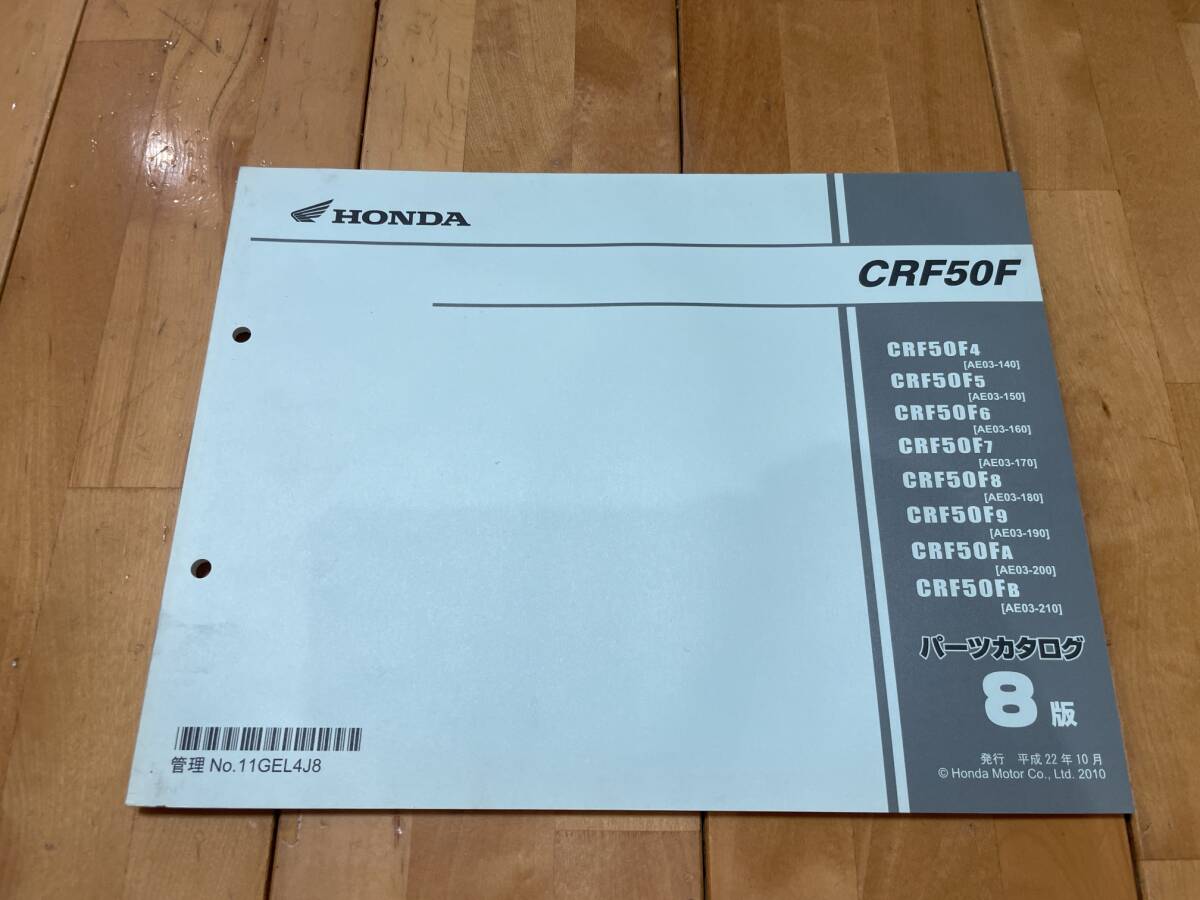 HONDA
CRF50F
CRF50F4
[AE03-140]
CRF50F5
[AE03-150]
CRF50F6
[AE03-160]
CRF50F7
[AE03-170]
CRF50F8
[AE03-180]
CRF50F9
[AE03-190]
CRF50FA
[AE03-200]
CRF50FB
[AE03-210]
パーツカタログ
8版
発行 平成22年10月
© Honda Motor Co., Ltd. 2010
管理 No.11GEL4J8